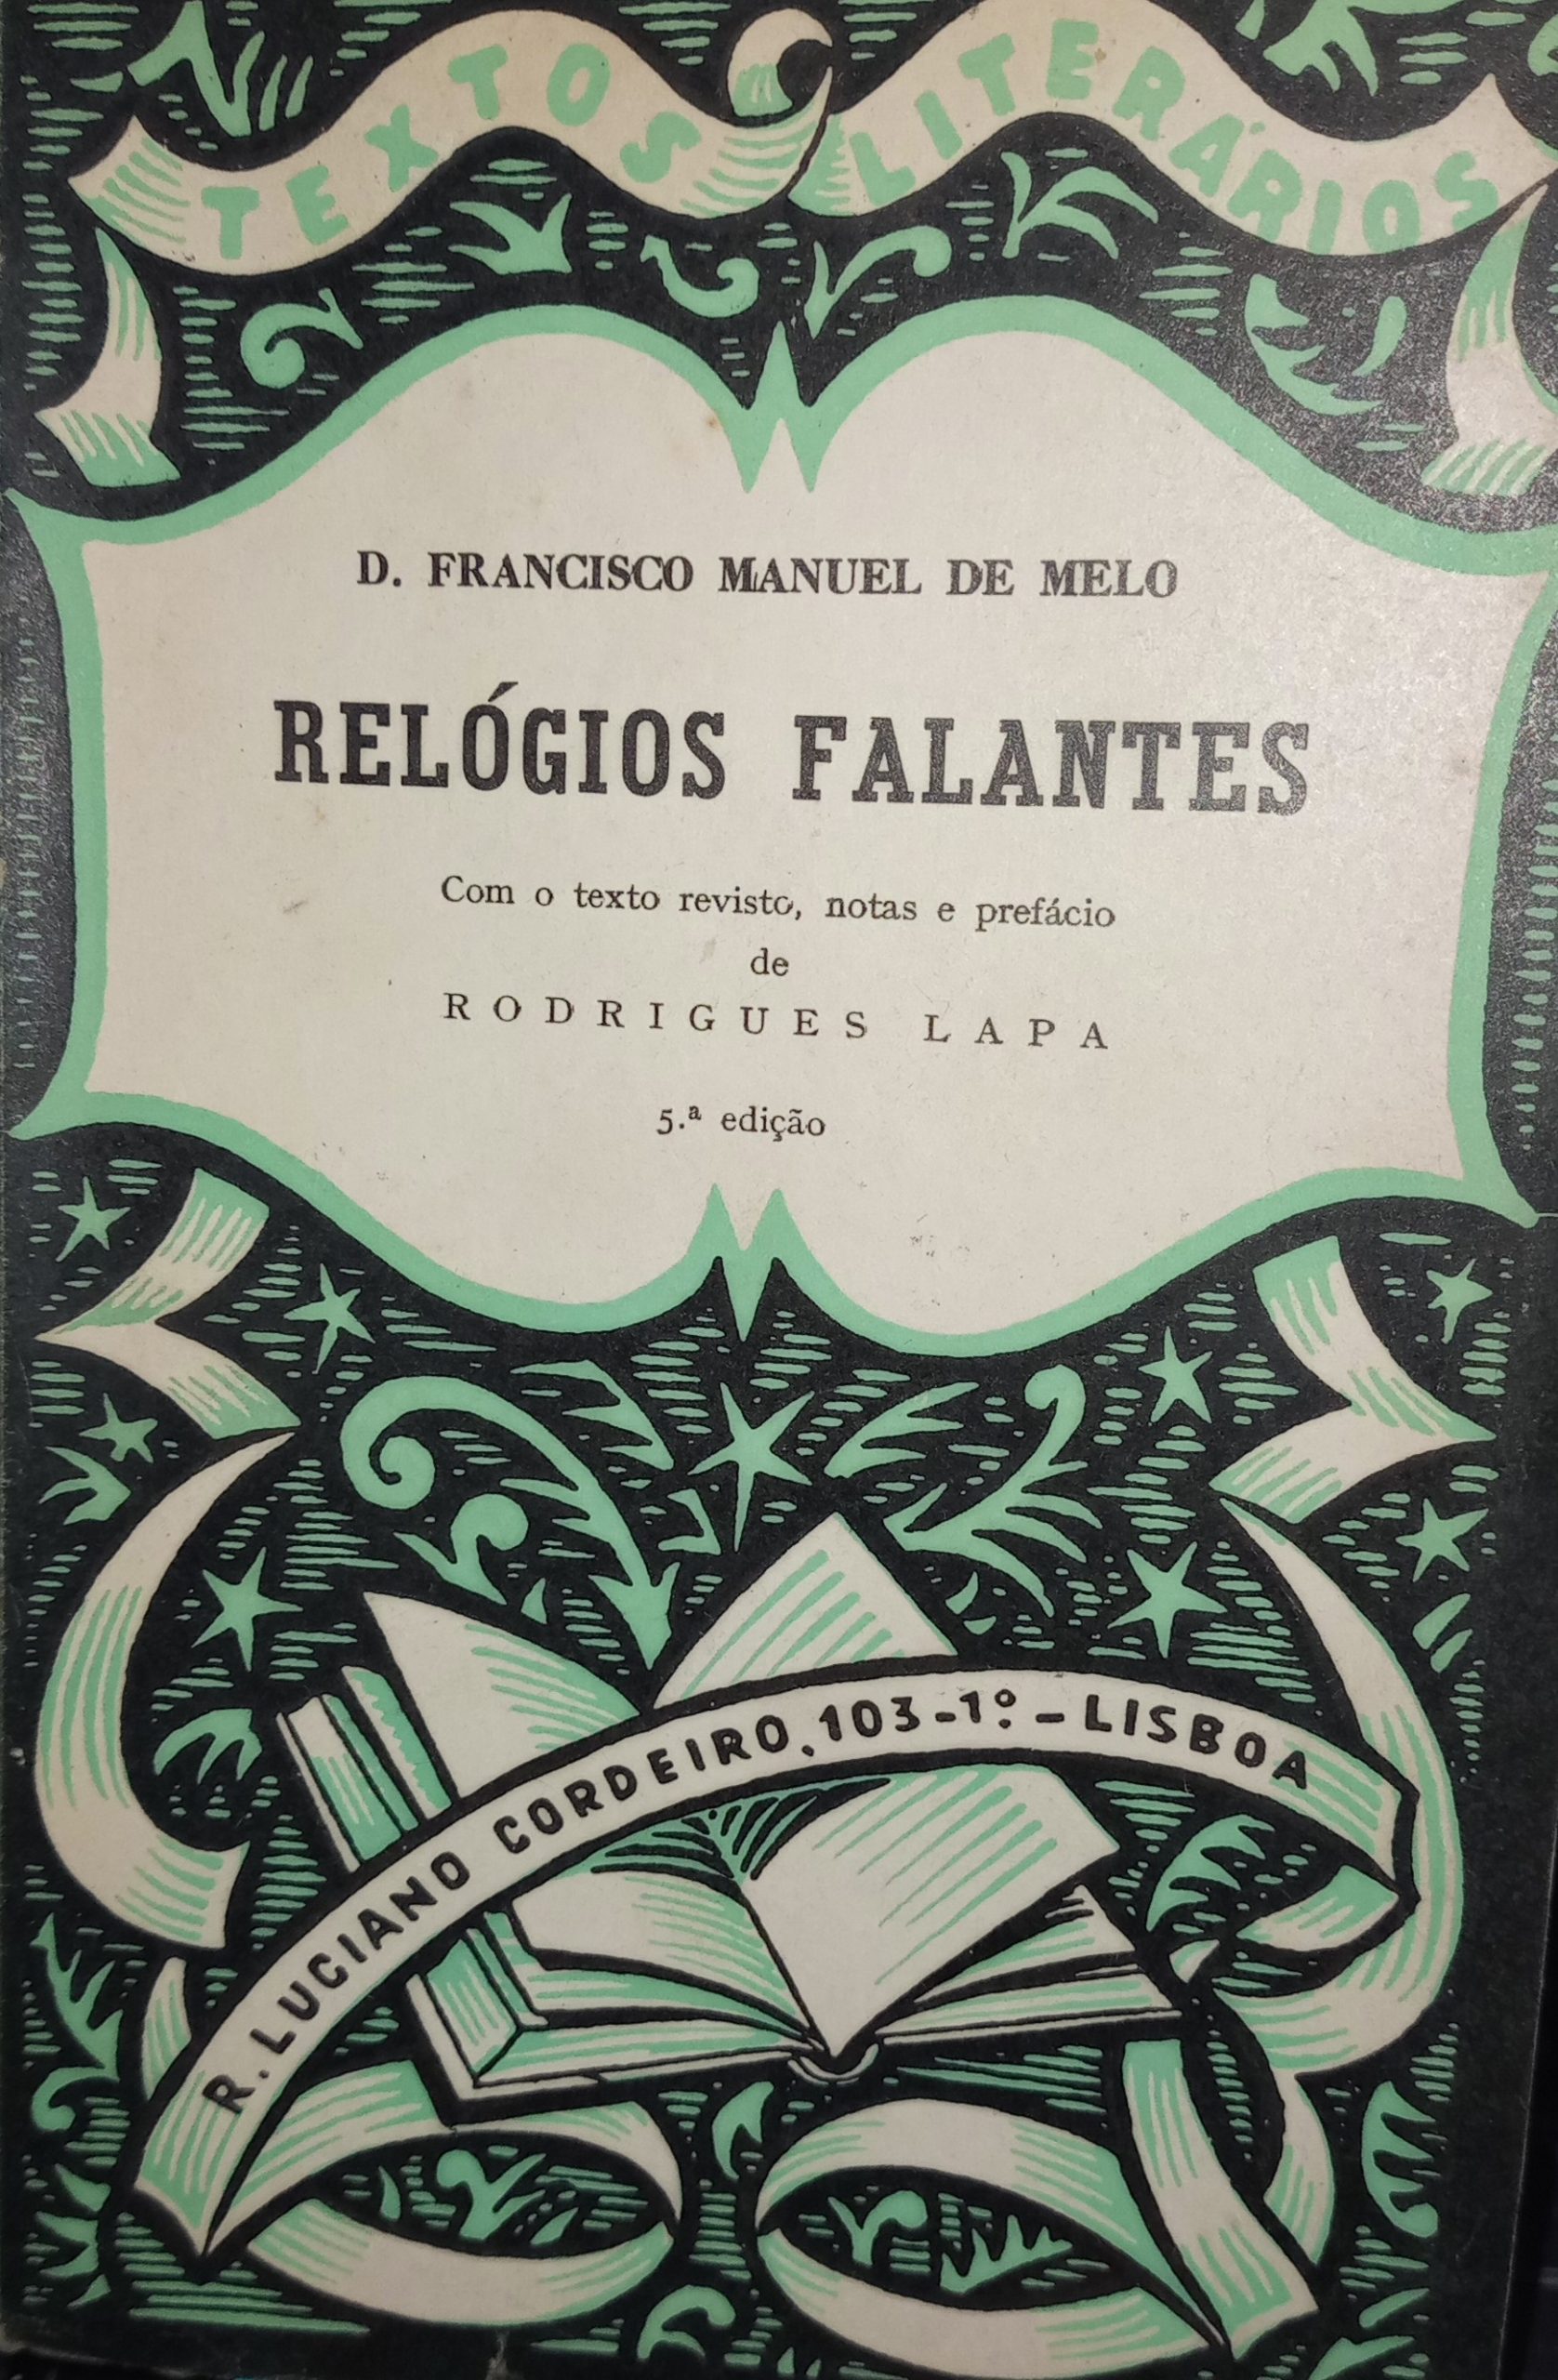 TEXTOS LITERÁRIOS
D. FRANCISCO MANUEL DE MELO
RELÓGIOS FALANTES
Com o texto revisto, notas e prefácio
de
RODRIGUES LAPA
5.ª edição
R. LUCIANO CORDEIRO, 103-1º - LISBOA